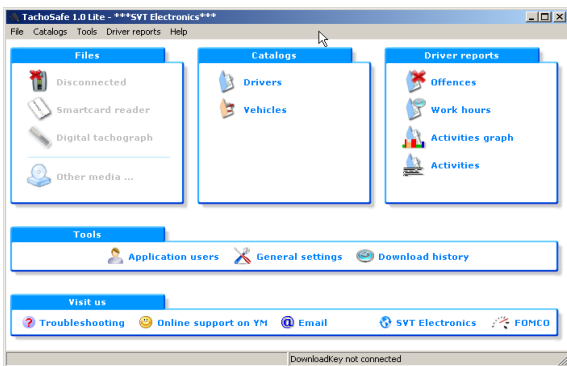 TachoSafe 1.0 Lite - ***SVT Electronics***
File Catalogs Tools Driver reports Help
Files
Disconnected
Smartcard reader
Digital tachograph
Other media ...
Catalogs
Drivers
Vehicles
Driver reports
Offences
Work hours
Activities graph
Activities
Tools
Application users General settings Download history
Visit us
Troubleshooting Online support on YM Email SVT Electronics FOMCO
DownloadKey not connected